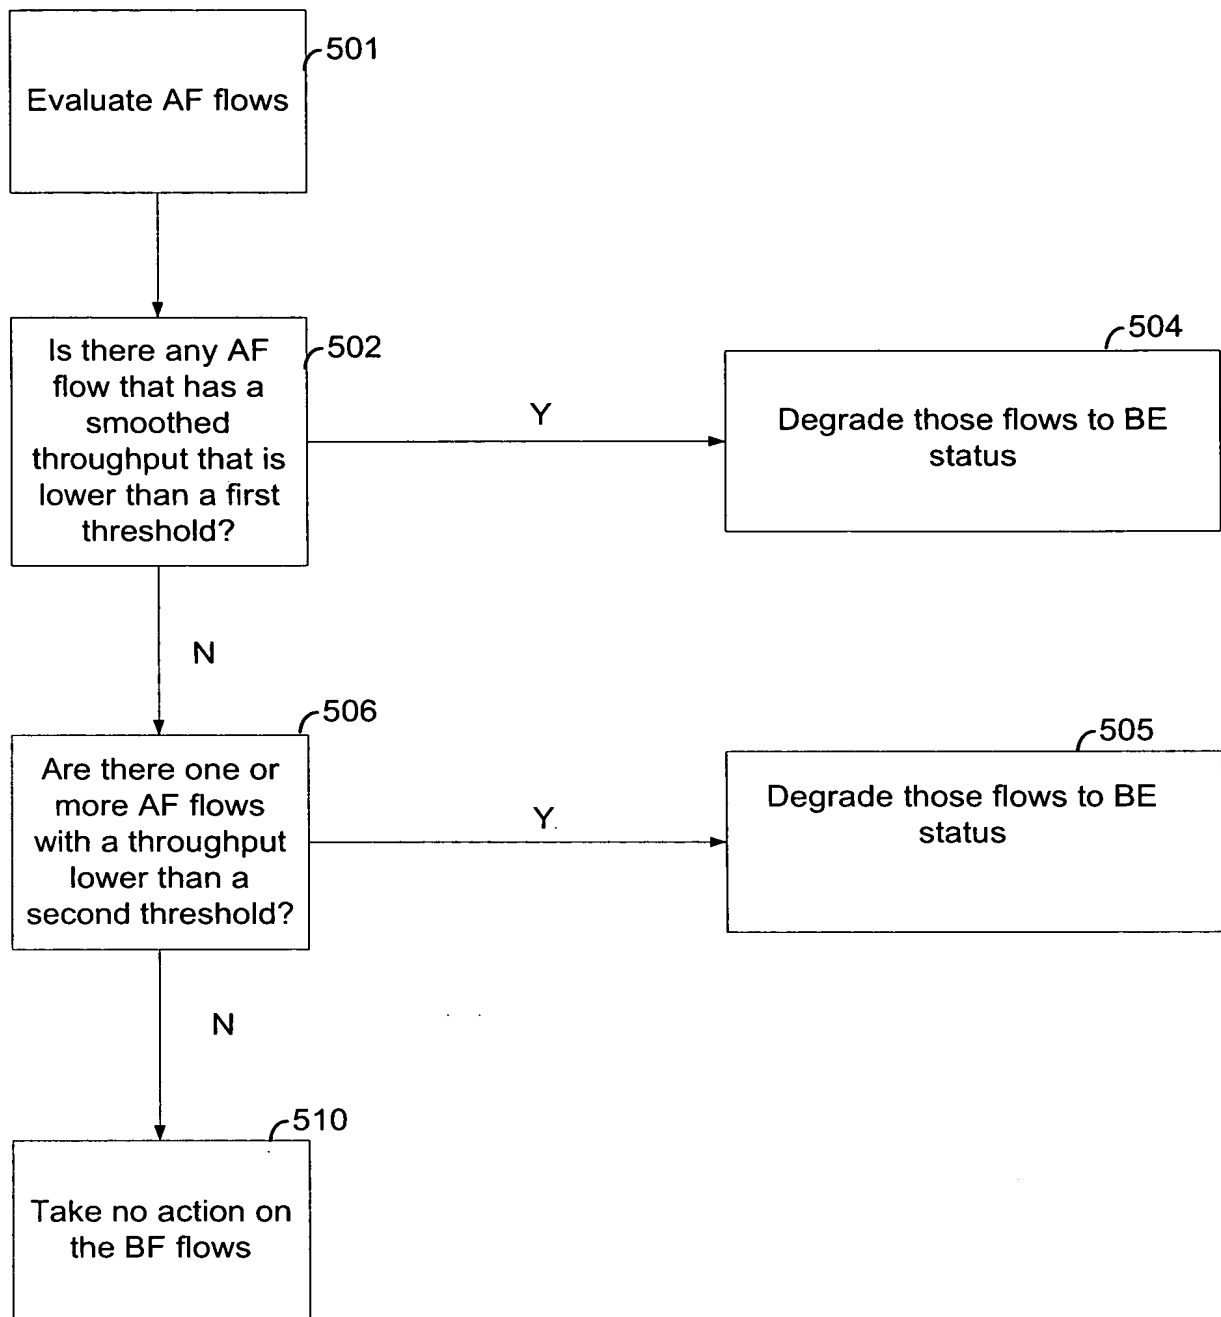 501
Evaluate AF flows
502
Is there any AF
flow that has a
smoothed
throughput that is
lower than a first
threshold?
Y
504
Degrade those flows to BE
status
N
506
Are there one or
more AF flows
with a throughput
lower than a
second threshold?
Y
505
Degrade those flows to BE
status
N
510
Take no action on
the BF flows